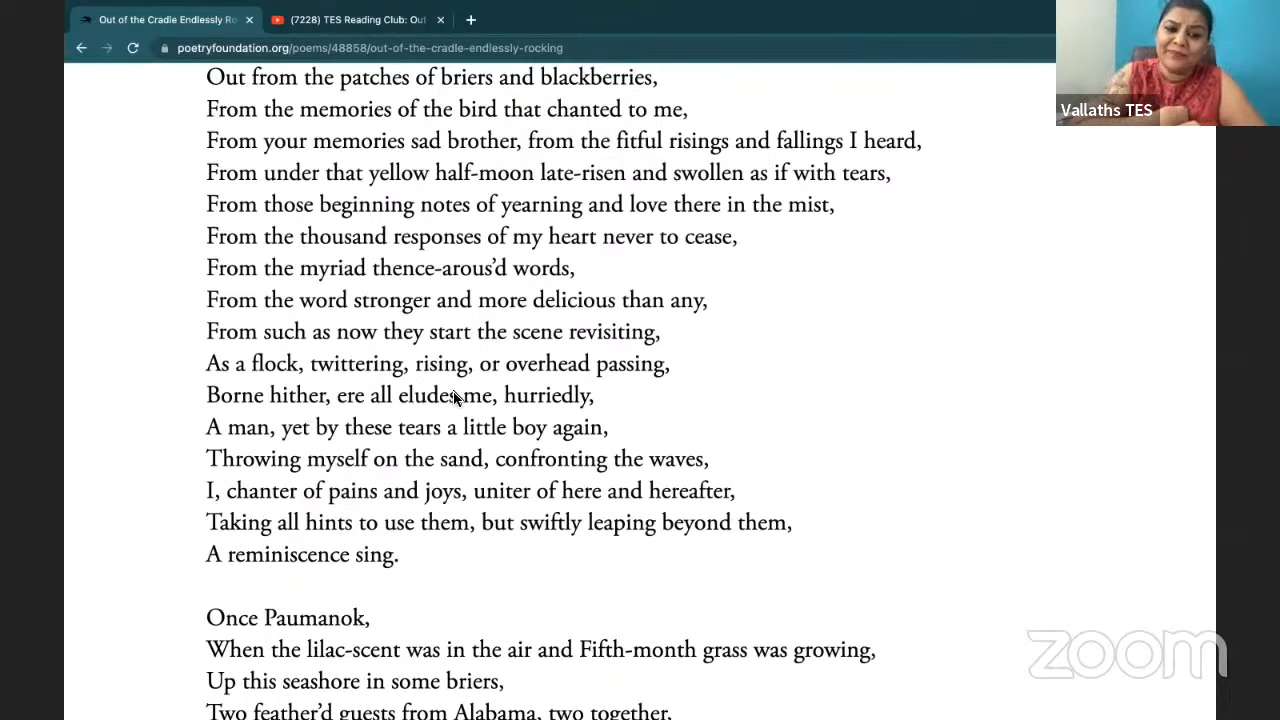 Out of the Cradle Endlessly Ro
(7228) TES Reading Club: Out
poetryfoundation.org/poems/48858/out-of-the-cradle-endlessly-rocking
Vallaths TES
Out from the patches of briers and blackberries,
From the memories of the bird that chanted to me,
From your memories sad brother, from the fitful risings and fallings I heard,
From under that yellow half-moon late-risen and swollen as if with tears,
From those beginning notes of yearning and love there in the mist,
From the thousand responses of my heart never to cease,
From the myriad thence-arous’d words,
From the word stronger and more delicious than any,
From such as now they start the scene revisiting,
As a flock, twittering, rising, or overhead passing,
Borne hither, ere all eludes me, hurriedly,
A man, yet by these tears a little boy again,
Throwing myself on the sand, confronting the waves,
I, chanter of pains and joys, uniter of here and hereafter,
Taking all hints to use them, but swiftly leaping beyond them,
A reminiscence sing.
Once Paumanok,
When the lilac-scent was in the air and Fifth-month grass was growing,
Up this seashore in some briers,
Two feather’d guests from Alabama, two together,
zoom